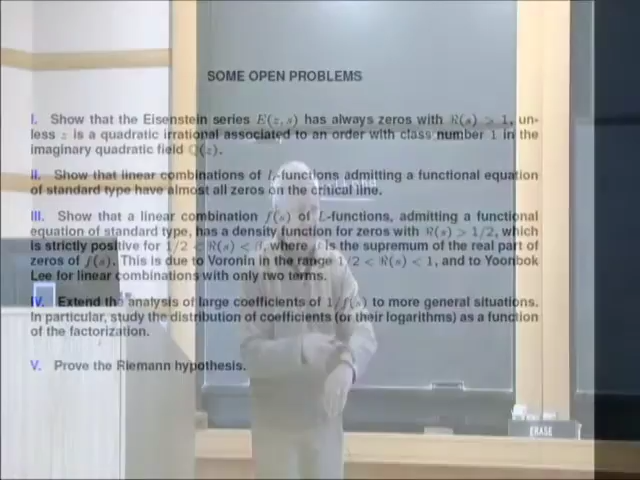 SOME OPEN PROBLEMS
I. Show that the Eisenstein series E(z,s) has always zeros with ℜ(s) > 1, un-
less z is a quadratic irrational associated to an order with class number 1 in the
imaginary quadratic field Q(z).
II. Show that linear combinations of L-functions admitting a functional equation
of standard type have almost all zeros on the critical line.
III. Show that a linear combination f(s) of L-functions, admitting a functional
equation of standard type, has a density function for zeros with ℜ(s) > 1/2, which
is strictly positive for 1/2 < ℜ(s) < where is the supremum of the real part of
zeros of f(s). This is due to Voronin in the range 1/2 < ℜ(s) < 1, and to Yoonbok
Lee for linear combinations with only two terms.
IV. Extend the analysis of large coefficients of 1/f(s) to more general situations.
In particular, study the distribution of coefficients (or their logarithms) as a function
of the factorization.
V. Prove the Riemann hypothesis.
ERASE